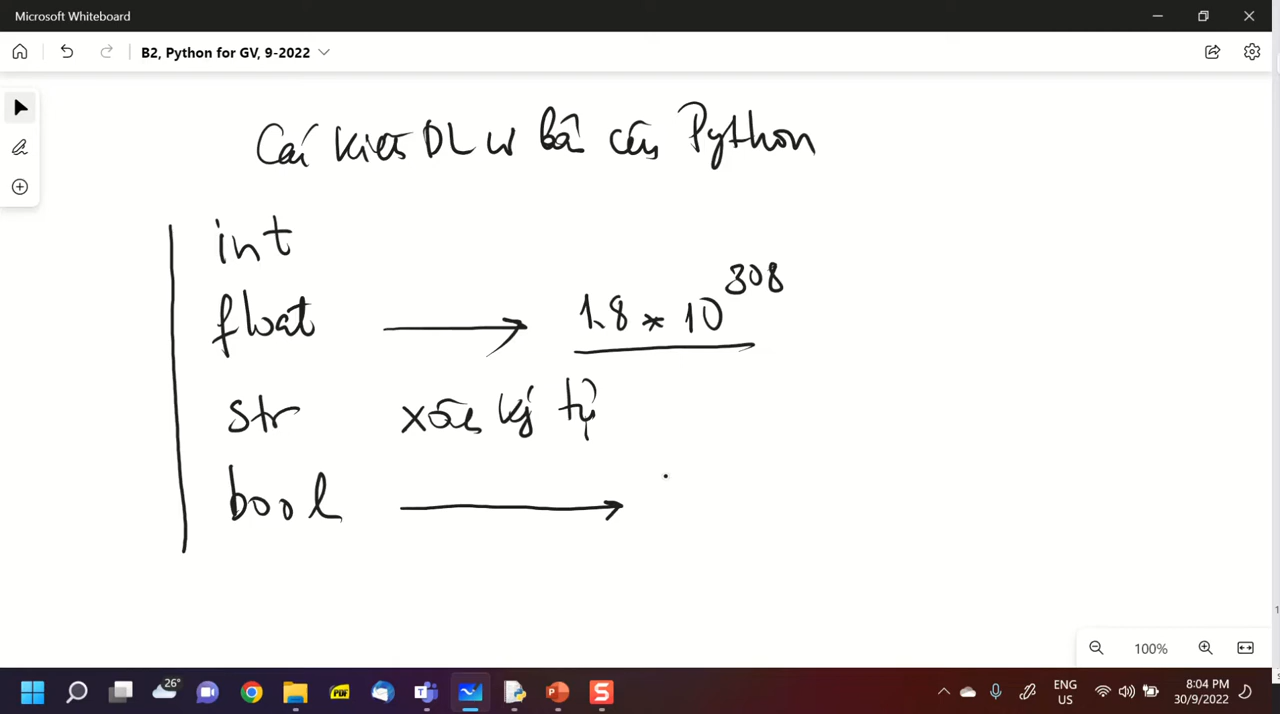 Microsoft Whiteboard
B2, Python for GV, 9-2022
Các kiểu DL cơ bản của Python
int
float 1.8 * 10^308
str xâu ký tự
bool
100%
26°
ENG
US
8:04 PM
30/9/2022